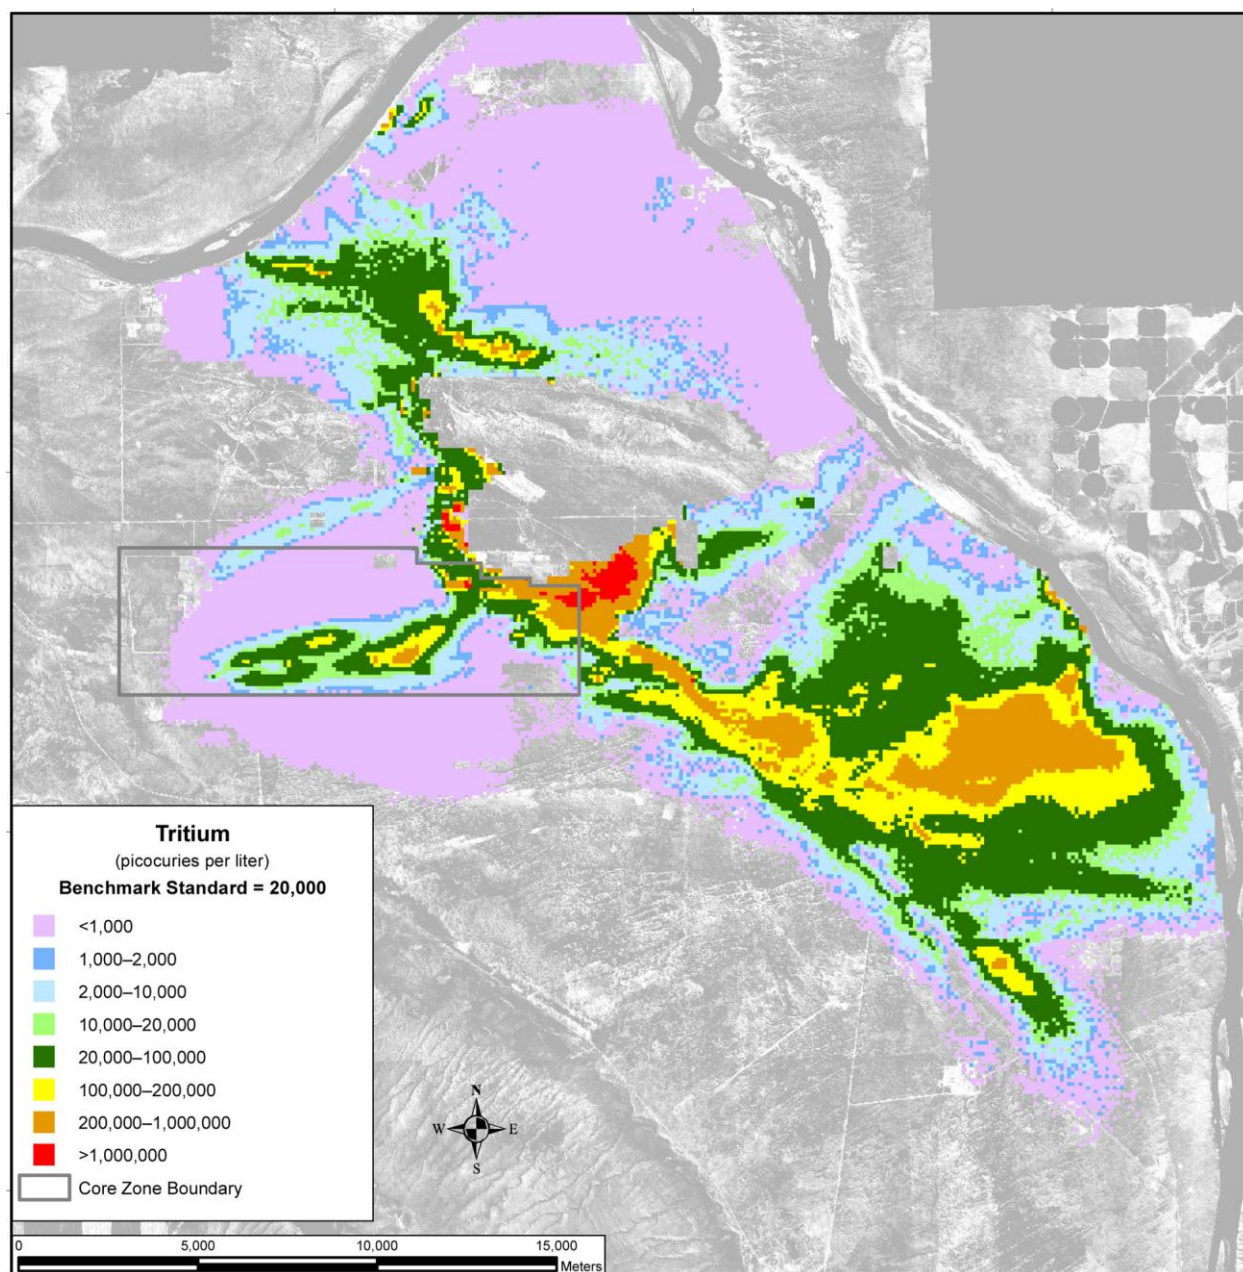 Tritium
(picocuries per liter)
Benchmark Standard = 20,000
<1,000
1,000–2,000
2,000–10,000
10,000–20,000
20,000–100,000
100,000–200,000
200,000–1,000,000
>1,000,000
Core Zone Boundary
N
W E
S
0 5,000 10,000 15,000
Meters